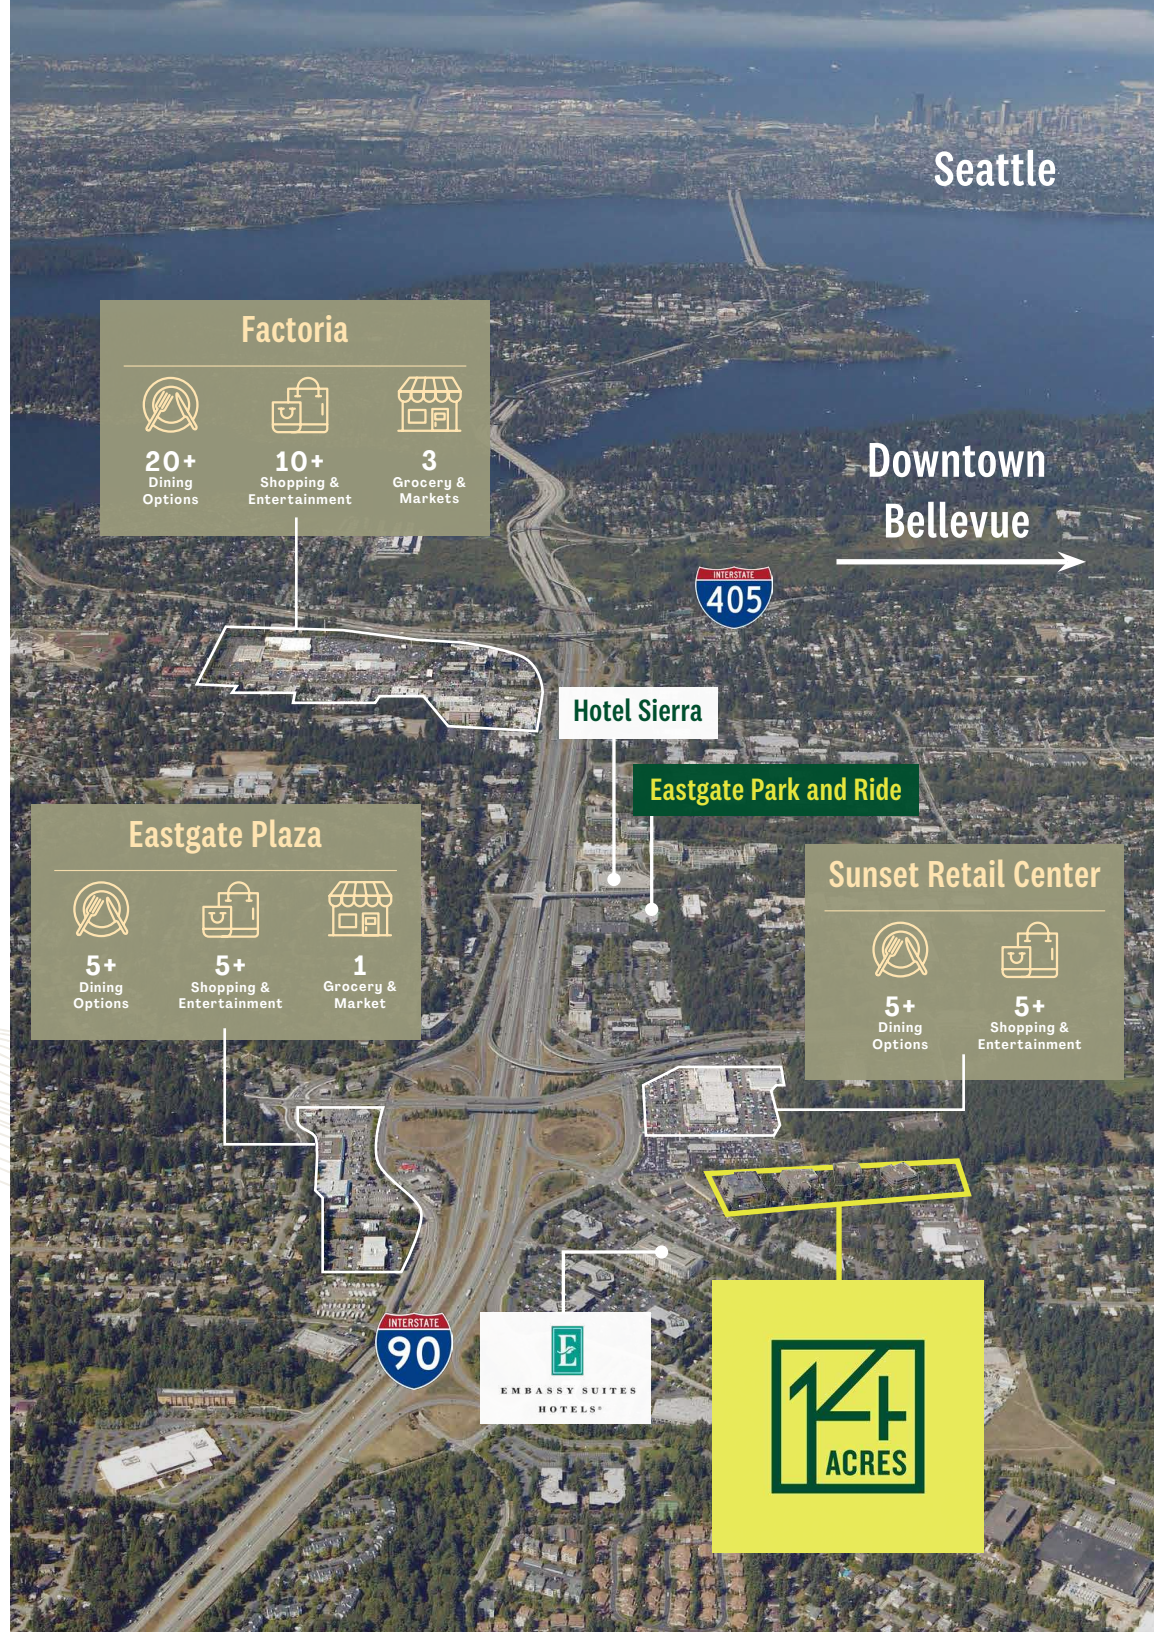 Seattle
Factoria
20+
Dining
Options
10+
Shopping &
Entertainment
3
Grocery &
Markets
Downtown
Bellevue
INTERSTATE
405
Hotel Sierra
Eastgate Park and Ride
Eastgate Plaza
5+
Dining
Options
5+
Shopping &
Entertainment
1
Grocery &
Market
Sunset Retail Center
5+
Dining
Options
5+
Shopping &
Entertainment
INTERSTATE
90
E
EMBASSY SUITES
HOTELS®
14
ACRES